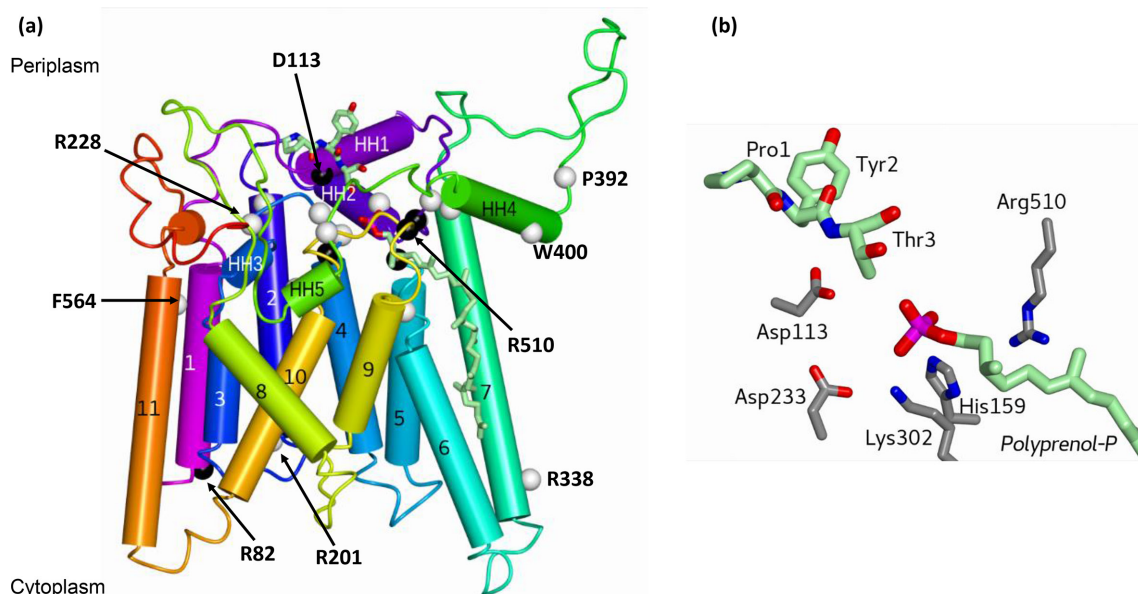 (a)
Periplasm
D113
R228
HH1
HH2
P392
HH4
W400
HH3
HH5
F564
2
4
R510
1
10
9
7
3
8
5
11
6
R338
R82
R201
Cytoplasm
(b)
Pro1
Tyr2
Arg510
Thr3
Asp113
Asp233
His159
Lys302
Polyprenol-P